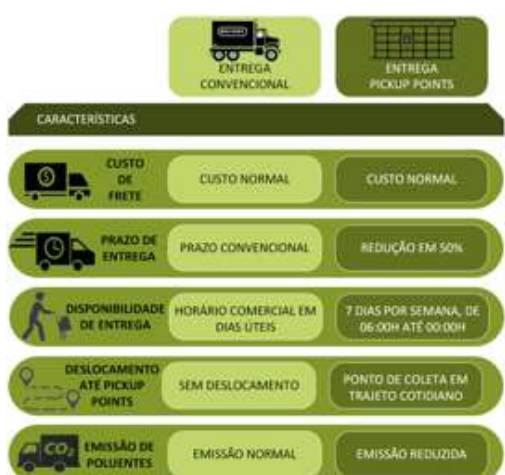 ENTREGA
CONVENCIONAL
ENTREGA
PICKUP POINTS
CARACTERÍSTICAS
CUSTO
DE
FRETE
CUSTO NORMAL
CUSTO NORMAL
PRAZO DE
ENTREGA
PRAZO CONVENCIONAL
REDUÇÃO EM 50%
DISPONIBILIDADE
DE ENTREGA
HORÁRIO COMERCIAL EM
DIAS ÚTEIS
7 DIAS POR SEMANA, DE
06:00H ATÉ 00:00H
DESLOCAMENTO
ATÉ PICKUP
POINTS
SEM DESLOCAMENTO
PONTO DE COLETA EM
TRAJETO COTIDIANO
CO₂
EMISSÃO DE
POLUENTES
EMISSÃO NORMAL
EMISSÃO REDUZIDA